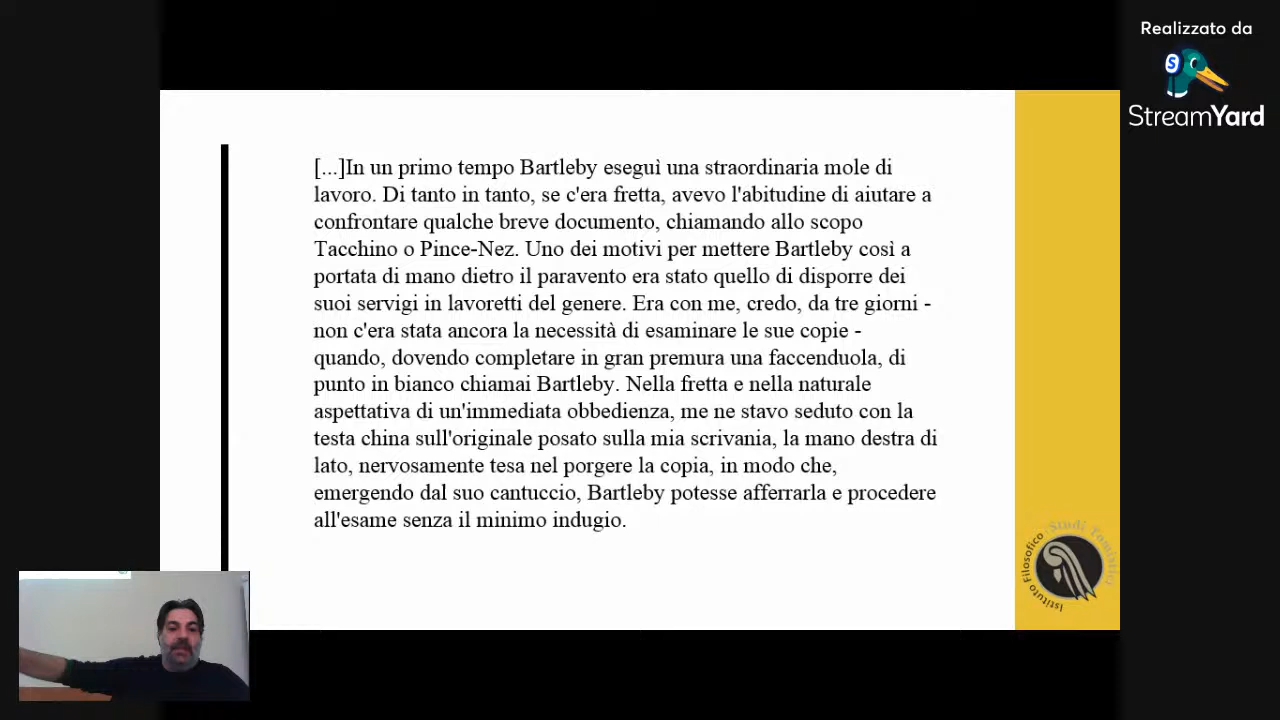 Realizzato da
S
StreamYard
[...]In un primo tempo Bartleby eseguì una straordinaria mole di
lavoro. Di tanto in tanto, se c'era fretta, avevo l'abitudine di aiutare a
confrontare qualche breve documento, chiamando allo scopo
Tacchino o Pince-Nez. Uno dei motivi per mettere Bartleby così a
portata di mano dietro il paravento era stato quello di disporre dei
suoi servigi in lavoretti del genere. Era con me, credo, da tre giorni -
non c'era stata ancora la necessità di esaminare le sue copie -
quando, dovendo completare in gran premura una faccenduola, di
punto in bianco chiamai Bartleby. Nella fretta e nella naturale
aspettativa di un'immediata obbedienza, me ne stavo seduto con la
testa china sull'originale posato sulla mia scrivania, la mano destra di
lato, nervosamente tesa nel porgere la copia, in modo che,
emergendo dal suo cantuccio, Bartleby potesse afferrarla e procedere
all'esame senza il minimo indugio.
Istituto Filosofico
Studi Tomistici